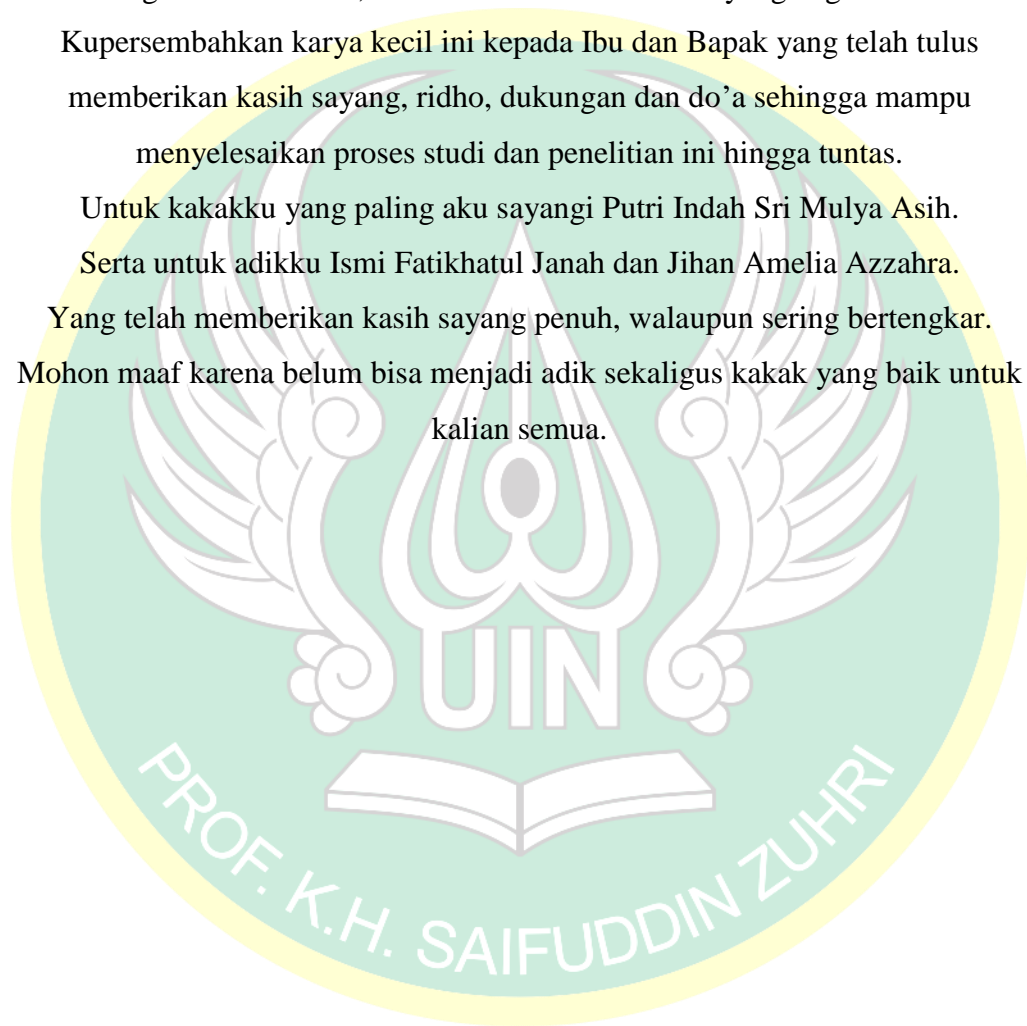 Kupersembahkan karya kecil ini kepada Ibu dan Bapak yang telah tulus
memberikan kasih sayang, ridho, dukungan dan do’a sehingga mampu
menyelesaikan proses studi dan penelitian ini hingga tuntas.
Untuk kakakku yang paling aku sayangi Putri Indah Sri Mulya Asih.
Serta untuk adikku Ismi Fatikhatul Janah dan Jihan Amelia Azzahra.
Yang telah memberikan kasih sayang penuh, walaupun sering bertengkar.
Mohon maaf karena belum bisa menjadi adik sekaligus kakak yang baik untuk
kalian semua.
UIN
PROF. K.H. SAIFUDDIN ZUHRI